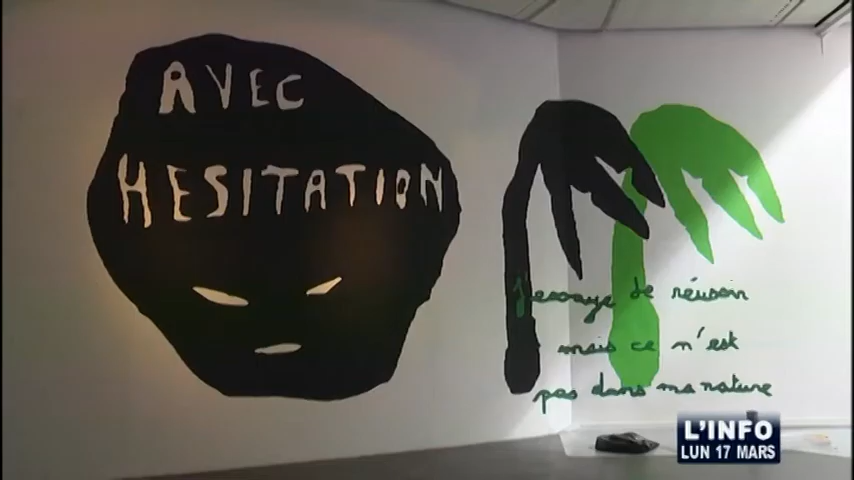 AVEC
HESITATION
J'essaye de réussir
mais ce n'est
pas dans ma nature
L'INFO
LUN 17 MARS